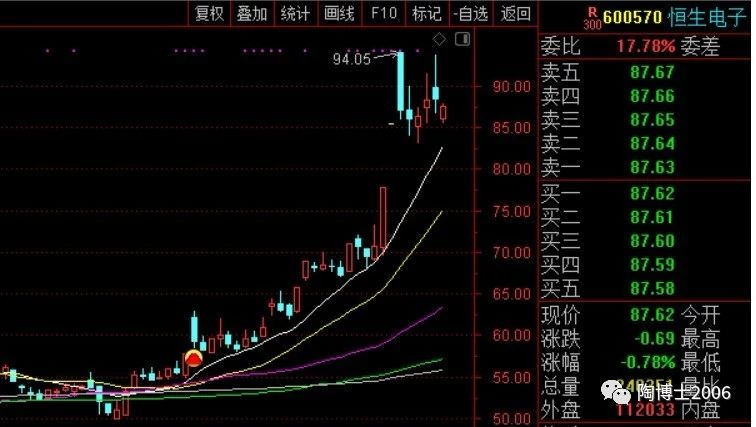 复权 叠加 统计 画线 F10 标记 -自选 返回
R 300 600570 恒生电子
94.05
90.00
85.00
80.00
75.00
70.00
65.00
60.00
55.00
50.00
委比 17.78% 委差
卖五 87.67
卖四 87.66
卖三 87.65
卖二 87.64
卖一 87.63
买一 87.62
买二 87.61
买三 87.60
买四 87.59
买五 87.58
现价 87.62 今开
涨跌 -0.69 最高
涨幅 -0.78% 最低
总量 量比
外盘 112033 内盘
陶博士2006